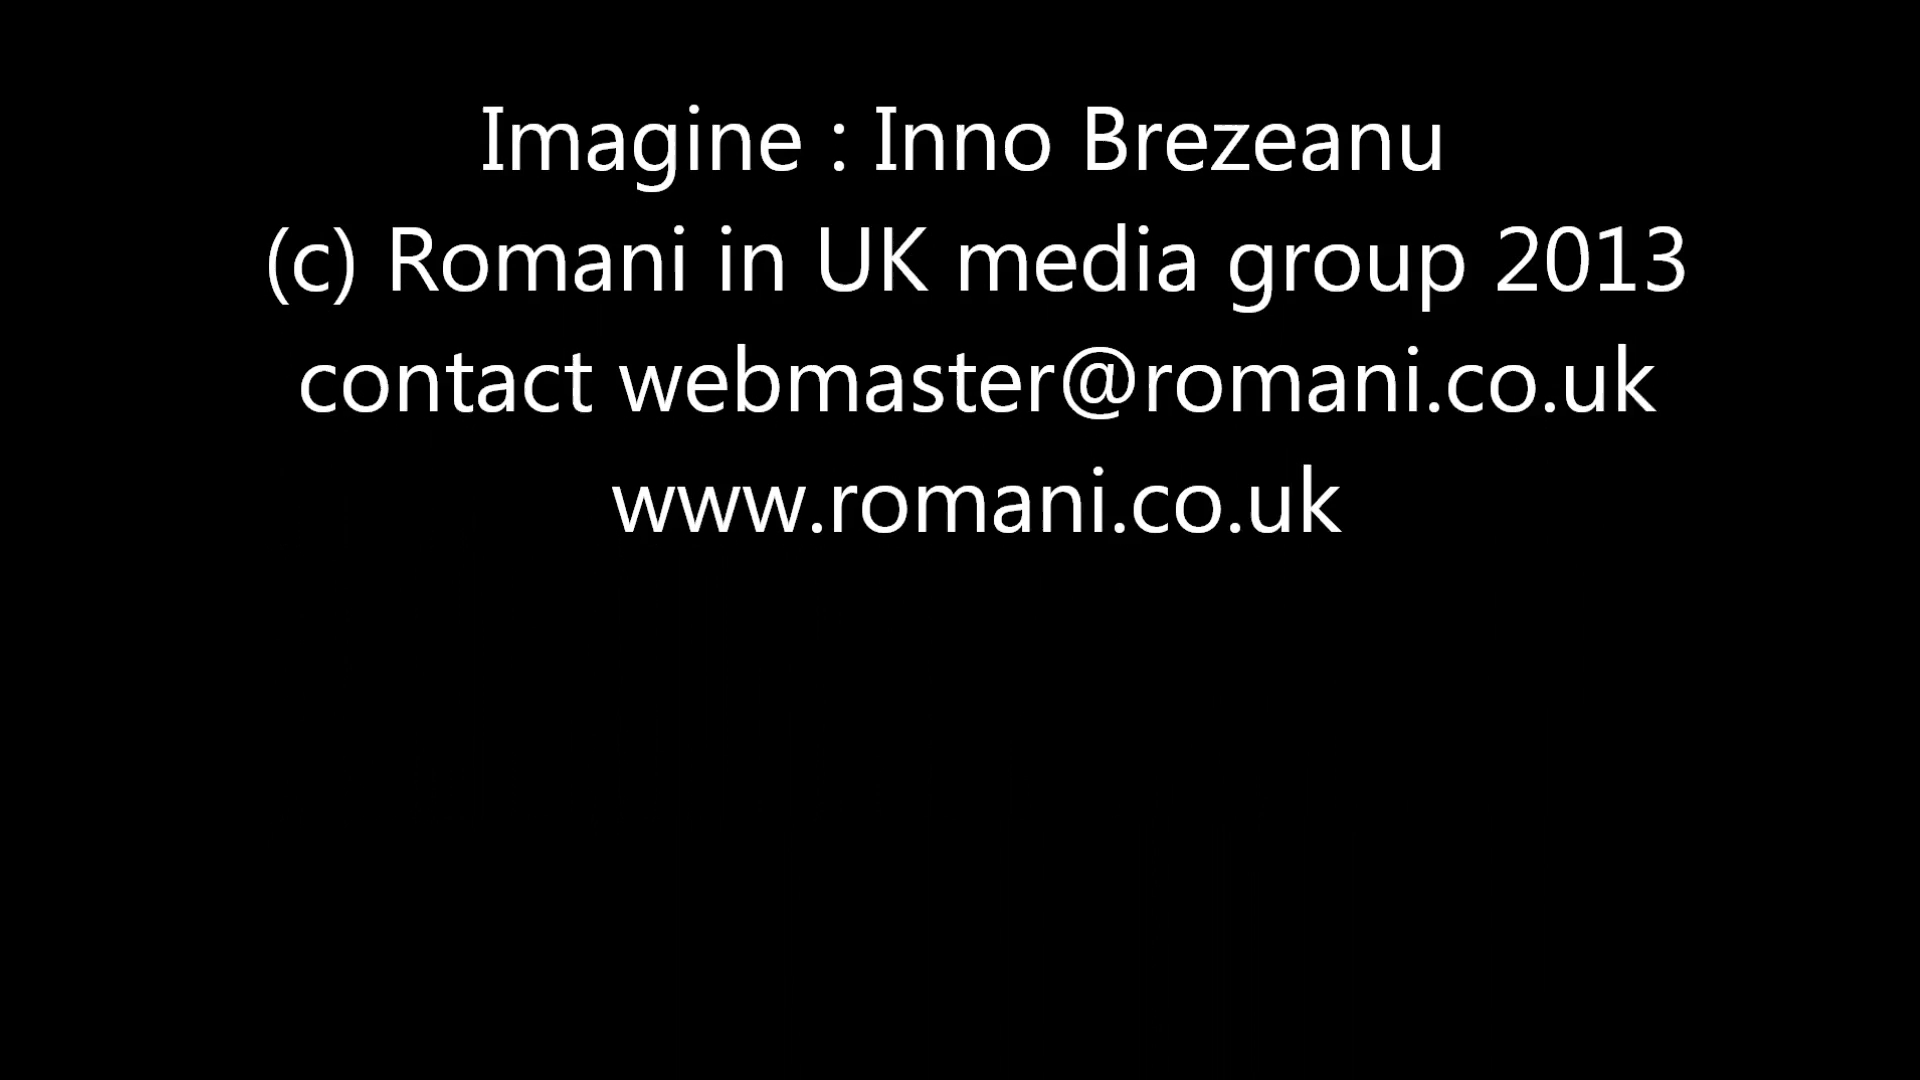 Imagine : Inno Brezeanu
(c) Romani in UK media group 2013
contact webmaster@romani.co.uk
www.romani.co.uk